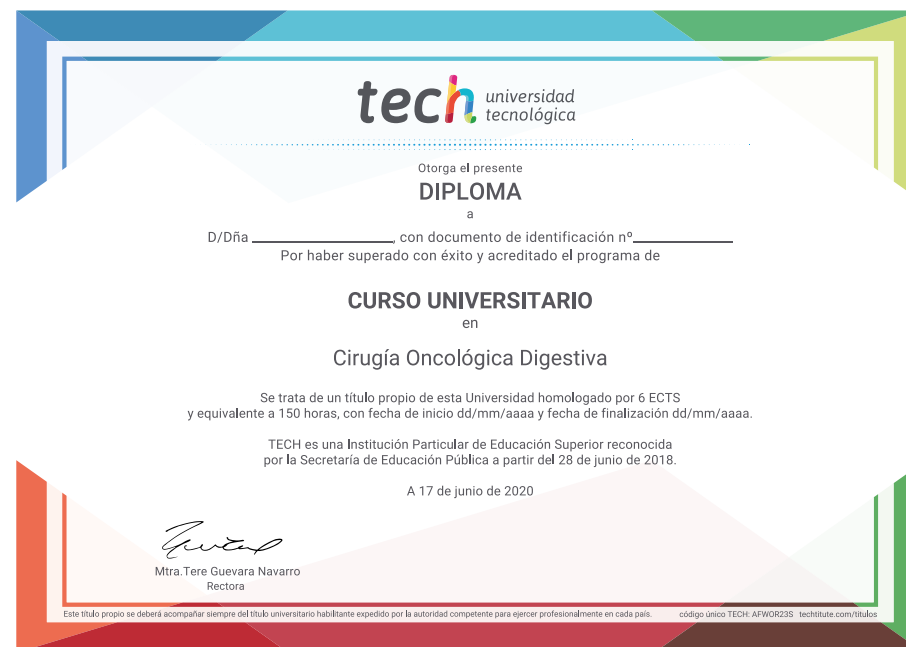 tech universidad
tecnológica
Otorga el presente
DIPLOMA
a
D/Dña ____________________, con documento de identificación nº______________
Por haber superado con éxito y acreditado el programa de
CURSO UNIVERSITARIO
en
Cirugía Oncológica Digestiva
Se trata de un título propio de esta Universidad homologado por 6 ECTS
y equivalente a 150 horas, con fecha de inicio dd/mm/aaaa y fecha de finalización dd/mm/aaaa.
TECH es una Institución Particular de Educación Superior reconocida
por la Secretaría de Educación Pública a partir del 28 de junio de 2018.
A 17 de junio de 2020
Mtra.Tere Guevara Navarro
Rectora
Este título propio se deberá acompañar siempre del título universitario habilitante expedido por la autoridad competente para ejercer profesionalmente en cada país. código único TECH: AFWOR23S techtitute.com/títulos